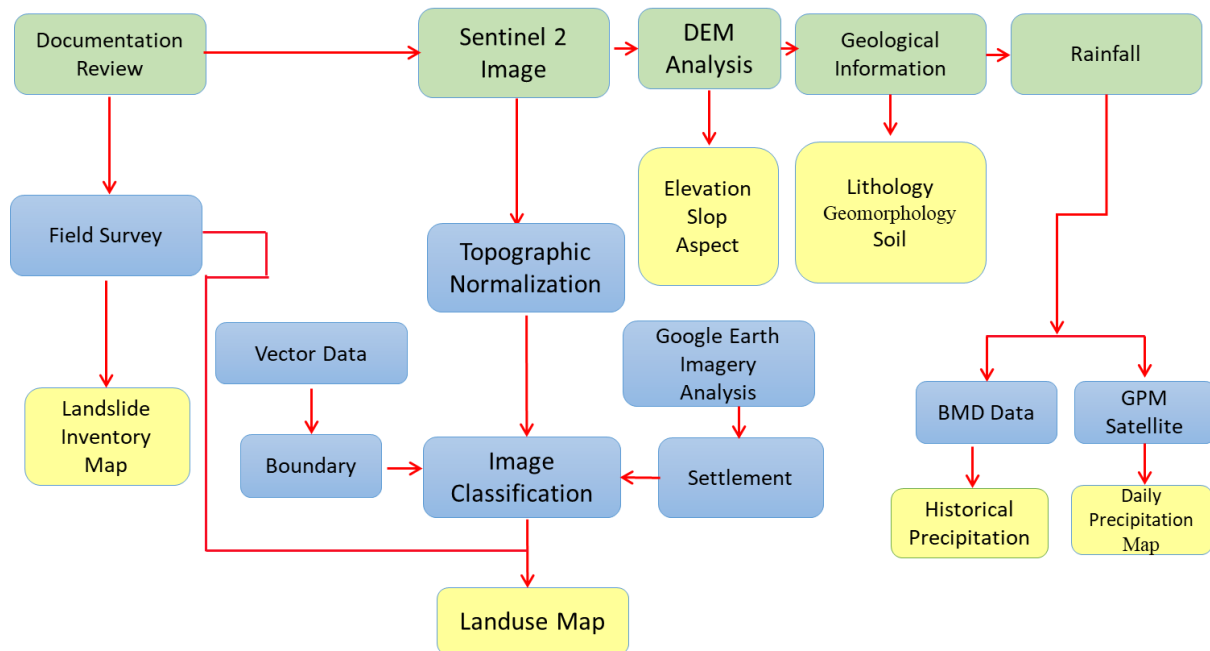 Documentation
Review
Sentinel 2
Image
DEM
Analysis
Geological
Information
Rainfall
Elevation
Slop
Aspect
Lithology
Geomorphology
Soil
Field Survey
Topographic
Normalization
Vector Data
Google Earth
Imagery
Analysis
BMD Data
GPM
Satellite
Landslide
Inventory
Map
Boundary
Image
Classification
Settlement
Historical
Precipitation
Daily
Precipitation
Map
Landuse Map